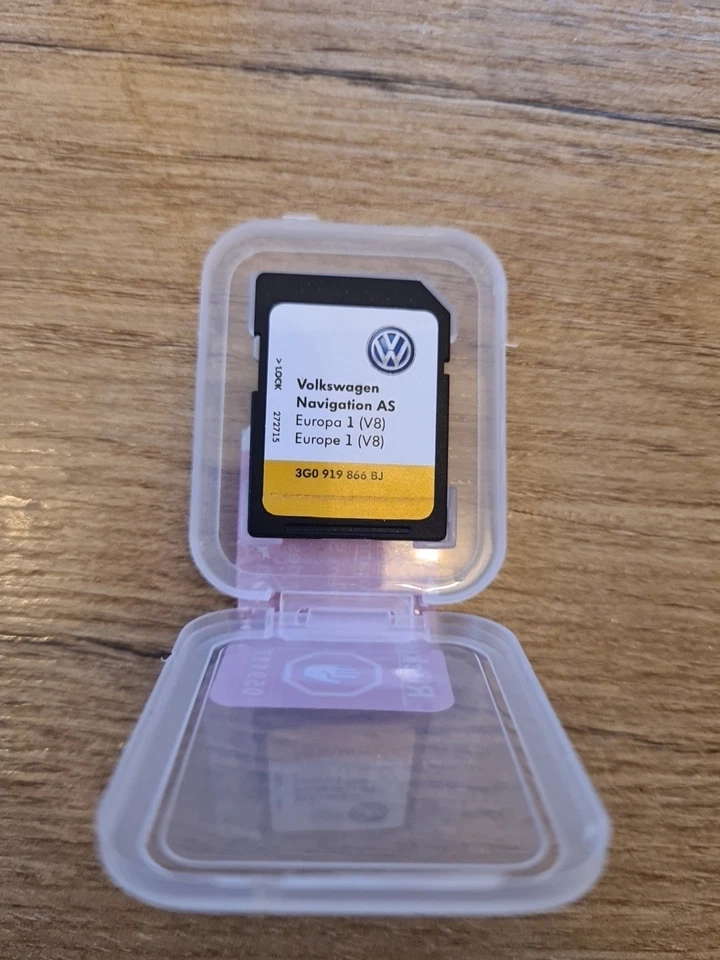 > LOCK
272715
Volkswagen
Navigation AS
Europa 1 (V8)
Europe 1 (V8)
3G0 919 866 BJ